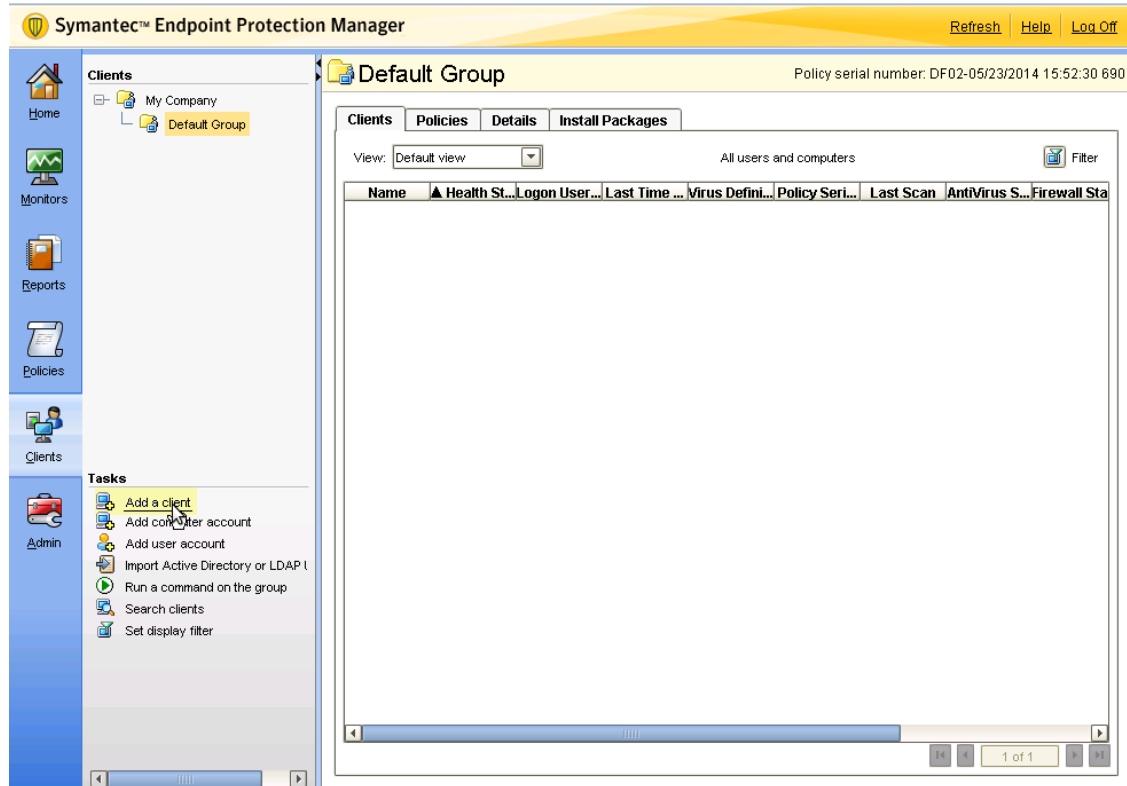 Symantec™ Endpoint Protection Manager
Refresh Help Log Off
Home
Monitors
Reports
Policies
Clients
Admin
Clients
My Company
Default Group
Tasks
Add a client
Add computer account
Add user account
Import Active Directory or LDAP
Run a command on the group
Search clients
Set display filter
Default Group
Policy serial number: DF02-05/23/2014 15:52:30 690
Clients Policies Details Install Packages
View: Default view All users and computers Filter
Name Health St... Logon User... Last Time ... Virus Defini... Policy Seri... Last Scan AntiVirus S... Firewall Sta
1 of 1